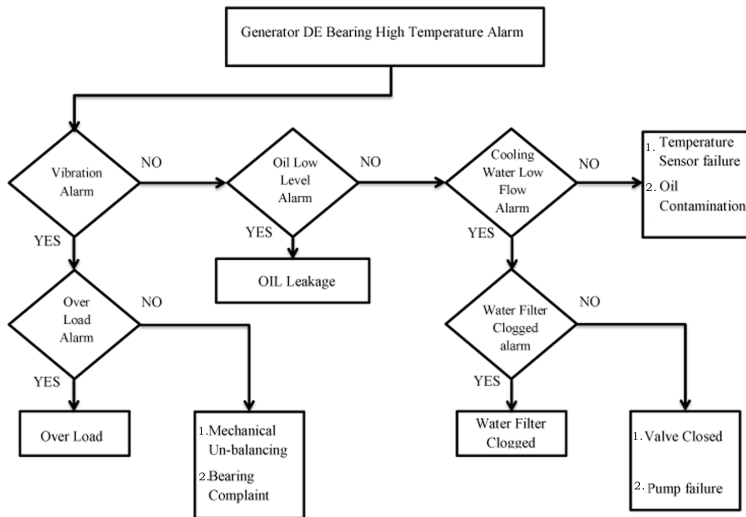 Generator DE Bearing High Temperature Alarm
Vibration
Alarm
NO
YES
Oil Low
Level
Alarm
NO
YES
Cooling
Water Low
Flow
Alarm
NO
YES
1. Temperature
Sensor failure
2. Oil
Contamination
OIL Leakage
Over
Load
Alarm
NO
YES
Water Filter
Clogged
alarm
NO
YES
Over Load
1.Mechanical
Un-balancing
2.Bearing
Complaint
Water Filter
Clogged
1.Valve Closed
2. Pump failure